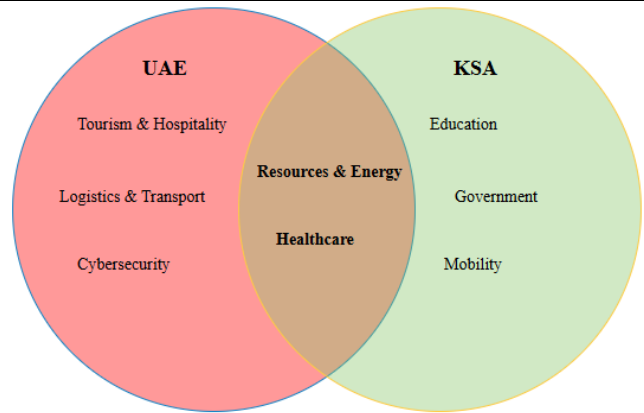 UAE
KSA
Tourism & Hospitality
Education
Resources & Energy
Logistics & Transport
Government
Healthcare
Cybersecurity
Mobility